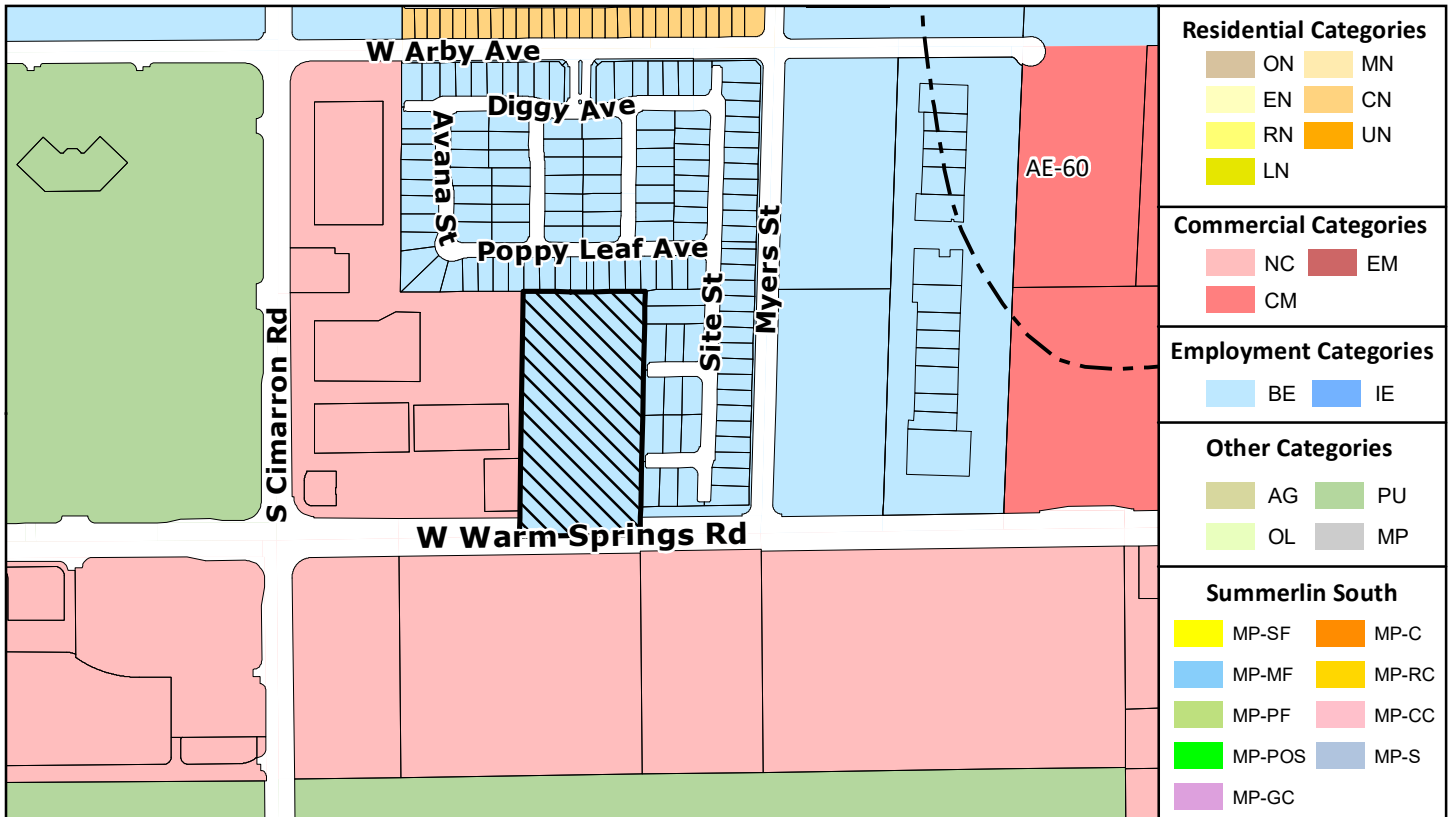 W Arby Ave
Diggy Ave
Avana St
Poppy Leaf Ave
Site St
Myers St
S Cimarron Rd
W Warm Springs Rd
AE-60
Residential Categories
ON MN
EN CN
RN UN
LN
Commercial Categories
NC EM
CM
Employment Categories
BE IE
Other Categories
AG PU
OL MP
Summerlin South
MP-SF MP-C
MP-MF MP-RC
MP-PF MP-CC
MP-POS MP-S
MP-GC